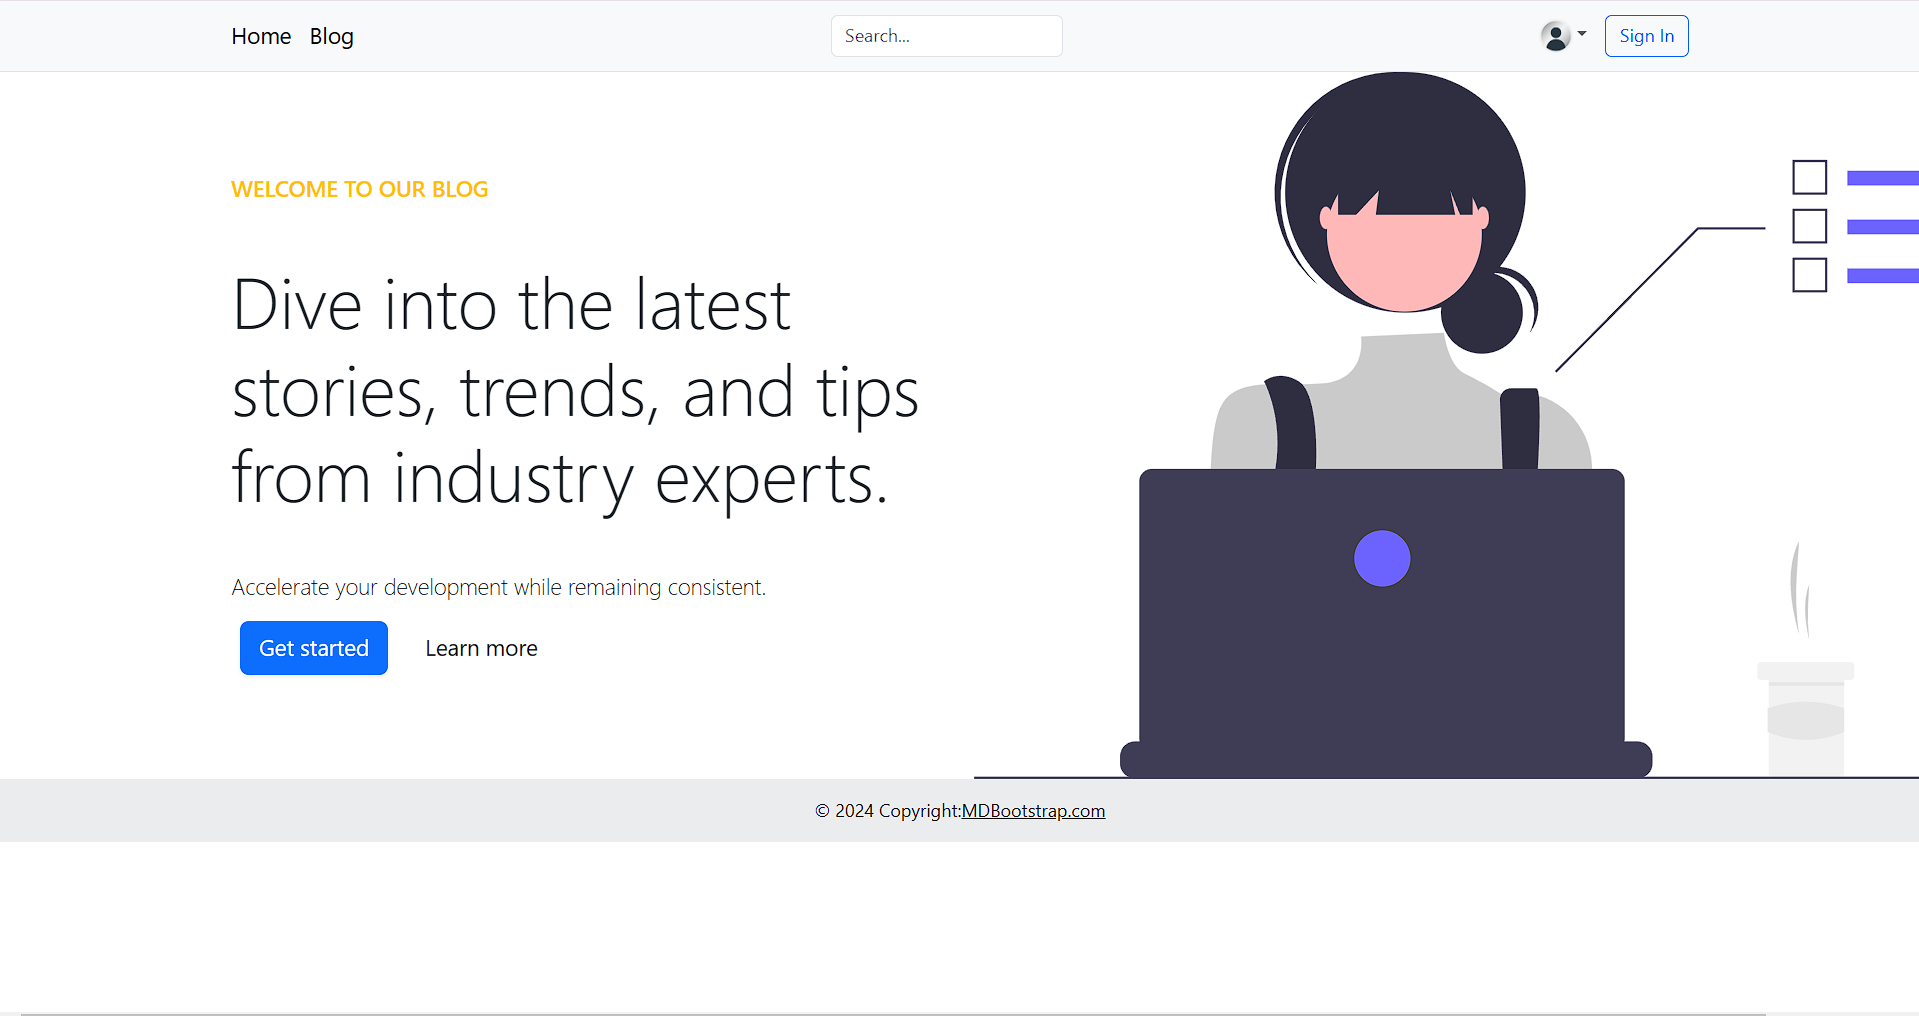 Home Blog Search... Sign In
WELCOME TO OUR BLOG
Dive into the latest
stories, trends, and tips
from industry experts.
Accelerate your development while remaining consistent.
Get started Learn more
© 2024 Copyright:MDBootstrap.com